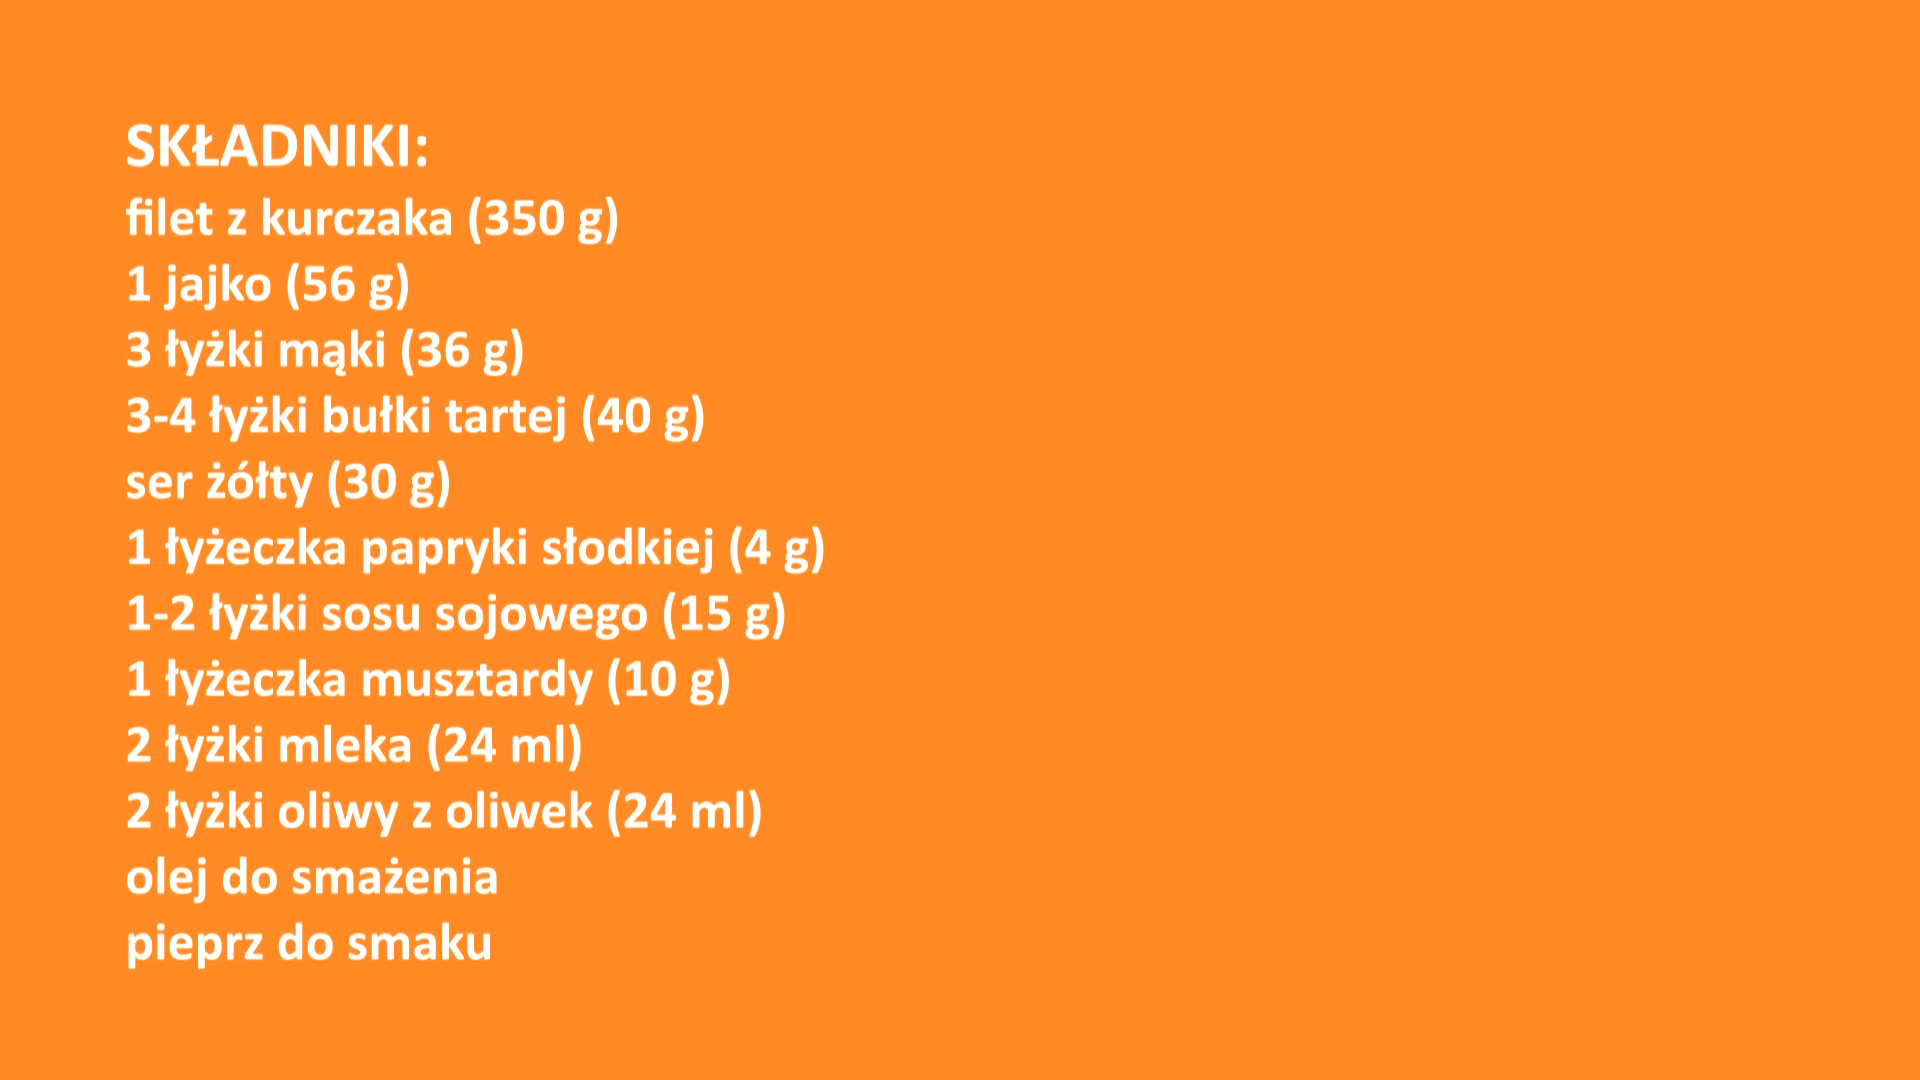 SKŁADNIKI:
filet z kurczaka (350 g)
1 jajko (56 g)
3 łyżki mąki (36 g)
3-4 łyżki bułki tartej (40 g)
ser żółty (30 g)
1 łyżeczka papryki słodkiej (4 g)
1-2 łyżki sosu sojowego (15 g)
1 łyżeczka musztardy (10 g)
2 łyżki mleka (24 ml)
2 łyżki oliwy z oliwek (24 ml)
olej do smażenia
pieprz do smaku